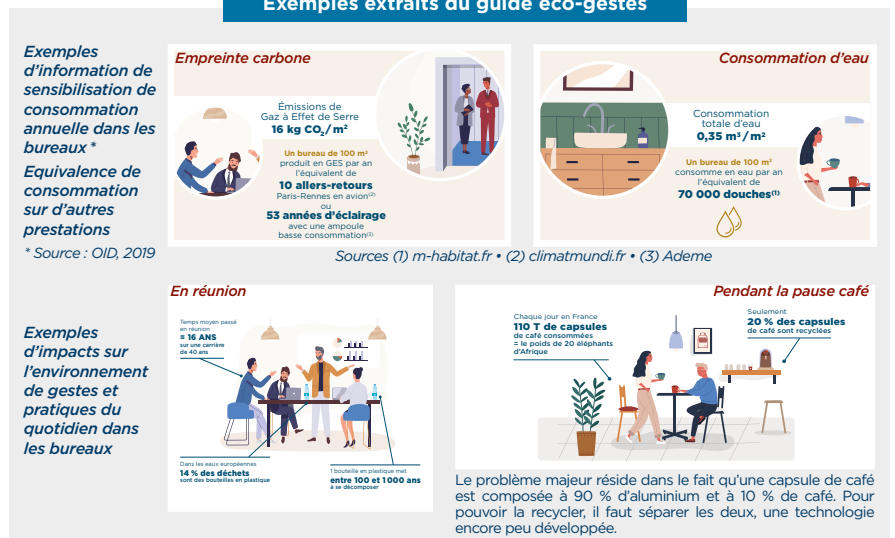 Exemples extraits du guide éco-gestes
Exemples
d’information de
sensibilisation de
consommation
annuelle dans les
bureaux *
Equivalence de
consommation
sur d’autres
prestations
* Source : OID, 2019
Empreinte carbone
Émissions de
Gaz à Effet de Serre
16 kg CO₂/m²
Un bureau de 100 m²
produit en GES par an
l’équivalent de
10 allers-retours
Paris-Rennes en avion⁽²⁾
ou
53 années d’éclairage
avec une ampoule
basse consommation⁽³⁾
Consommation d’eau
Consommation
totale d’eau
0,35 m³/m²
Un bureau de 100 m²
consomme en eau par an
l’équivalent de
70 000 douches⁽¹⁾
Sources (1) m-habitat.fr • (2) climatmundi.fr • (3) Ademe
Exemples
d’impacts sur
l’environnement
de gestes et
pratiques du
quotidien dans
les bureaux
En réunion
Temps moyen passé
en réunion
= 16 ANS
sur une carrière
de 40 ans
Dans les eaux européennes
14 % des déchets
sont des bouteilles en plastique
1 bouteille en plastique met
entre 100 et 1 000 ans
à se décomposer
Pendant la pause café
Chaque jour en France
110 T de capsules
de café consommées
= le poids de 20 éléphants
d’Afrique
Seulement
20 % des capsules
de café sont recyclées
Le problème majeur réside dans le fait qu’une capsule de café
est composée à 90 % d’aluminium et à 10 % de café. Pour
pouvoir la recycler, il faut séparer les deux, une technologie
encore peu développée.